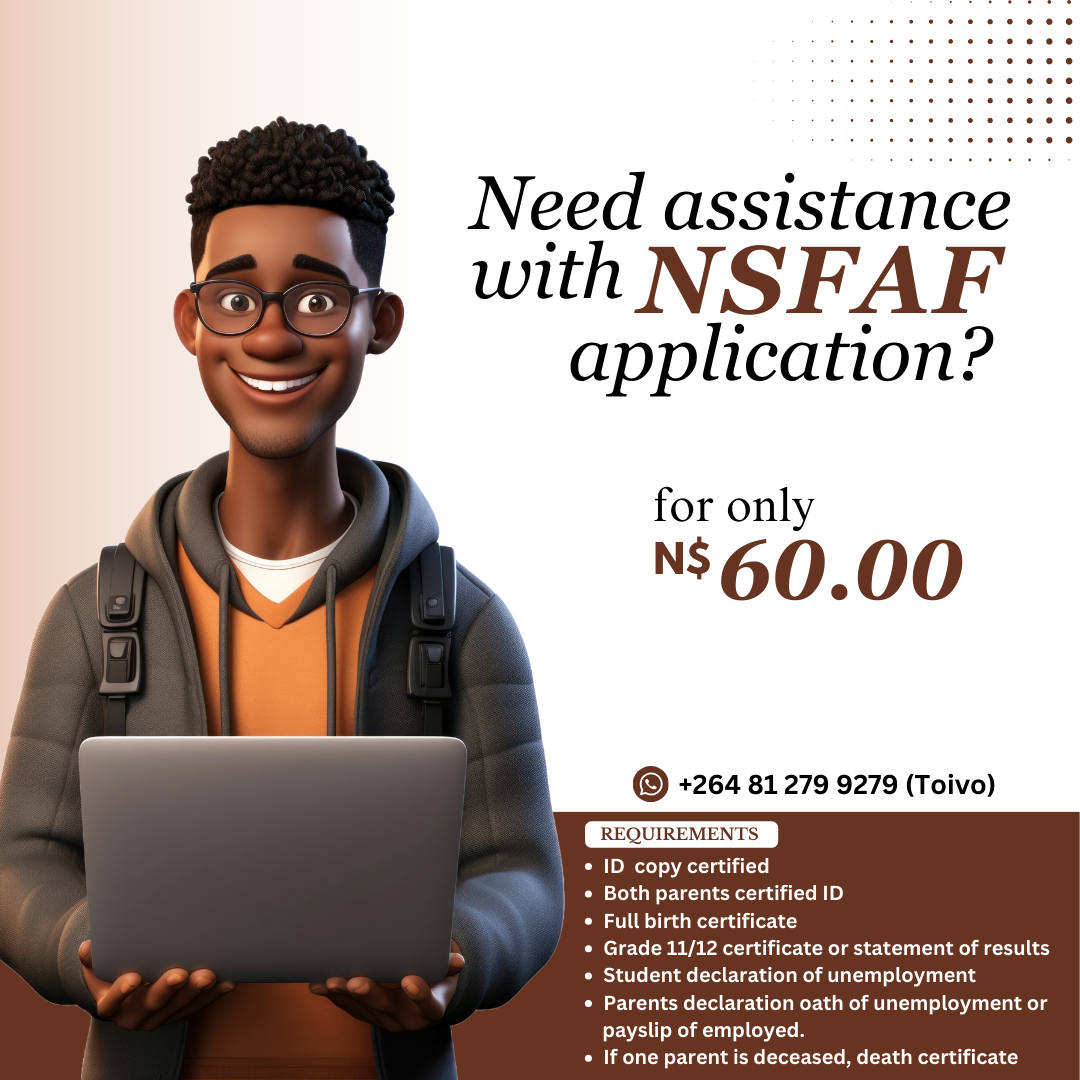 Need assistance
with NSFAF
application?
for only
N$ 60.00
+264 81 279 9279 (Toivo)
REQUIREMENTS
• ID copy certified
• Both parents certified ID
• Full birth certificate
• Grade 11/12 certificate or statement of results
• Student declaration of unemployment
• Parents declaration oath of unemployment or
payslip of employed.
• If one parent is deceased, death certificate